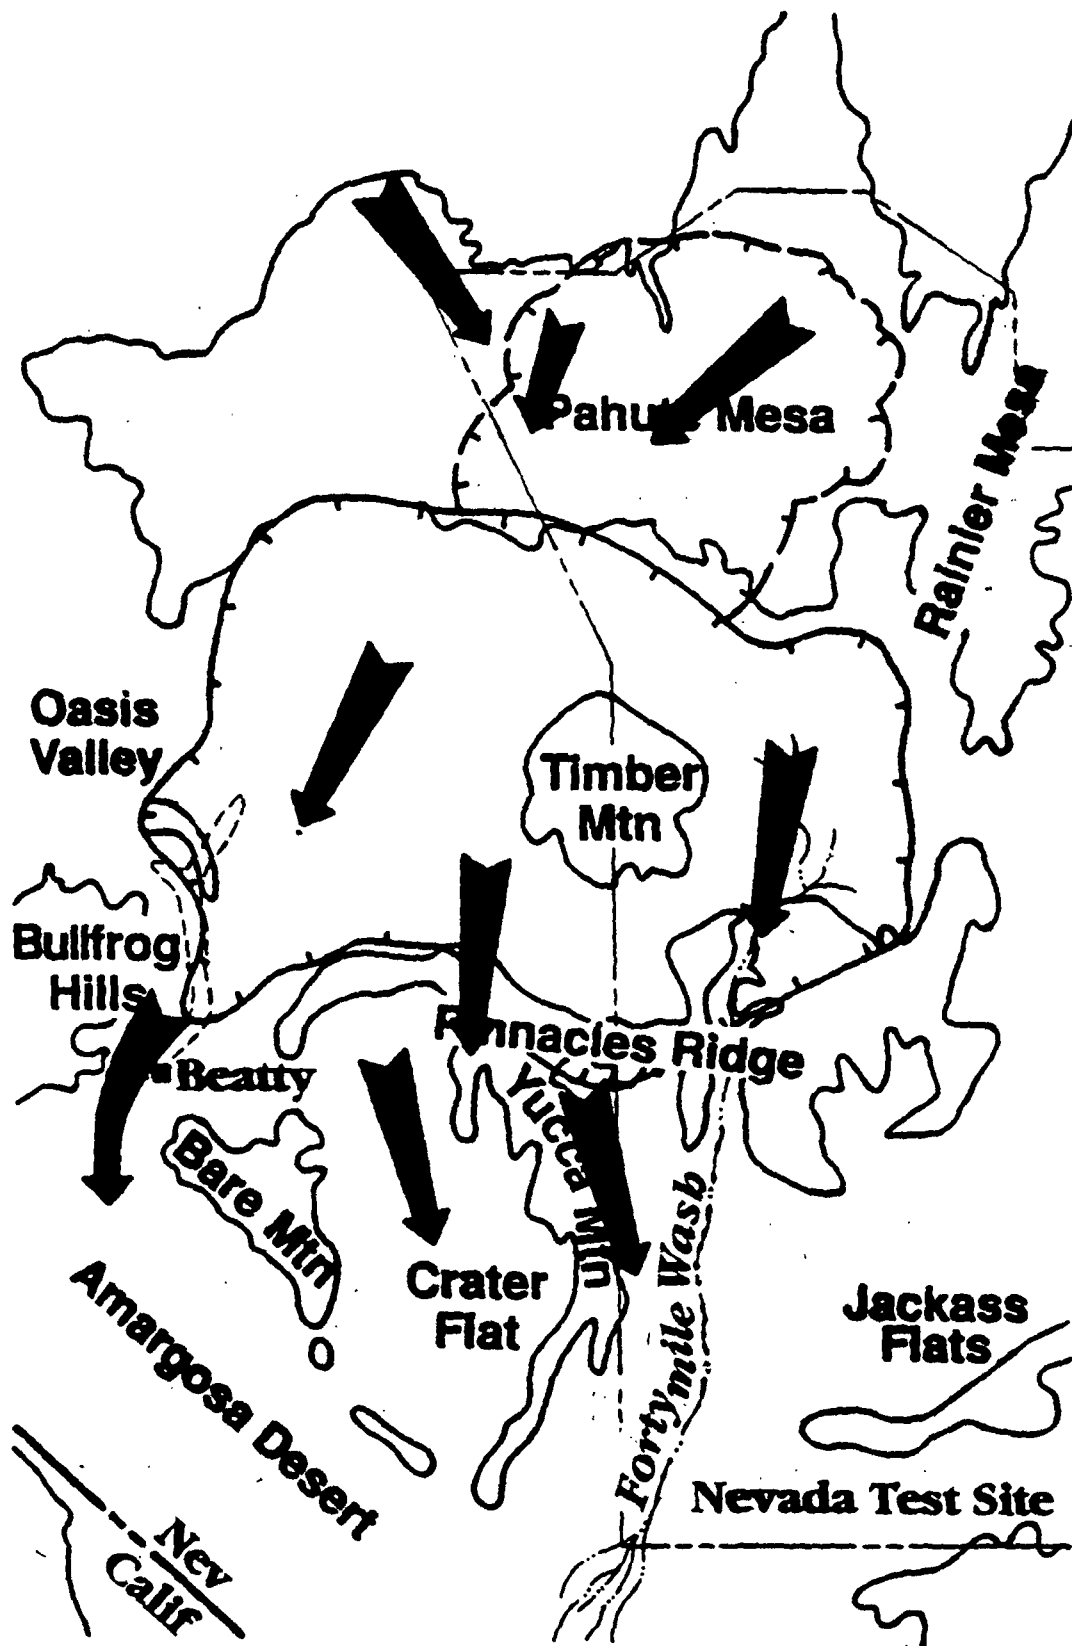 Pahute Mesa
Rainier Mesa
Oasis
Valley
Timber
Mtn
Bullfrog
Hills
Pinnacles Ridge
Beatty
Yucca Mtn
Bare Mtn
Fortymile Wash
Crater
Flat
Jackass
Flats
Amargosa Desert
Nevada Test Site
Nev
Calif